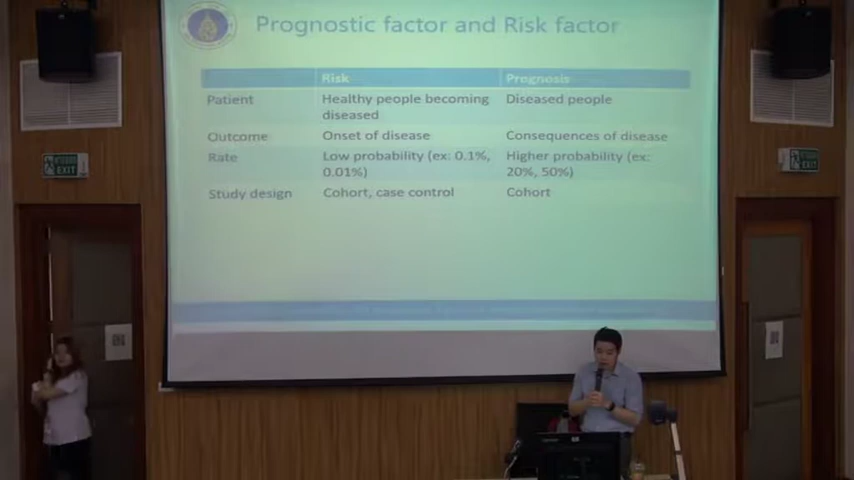 Prognostic factor and Risk factor
Risk Prognosis
Patient Healthy people becoming diseased Diseased people
Outcome Onset of disease Consequences of disease
Rate Low probability (ex: 0.1%, 0.01%) Higher probability (ex: 20%, 50%)
Study design Cohort, case control Cohort
EXIT
EXIT